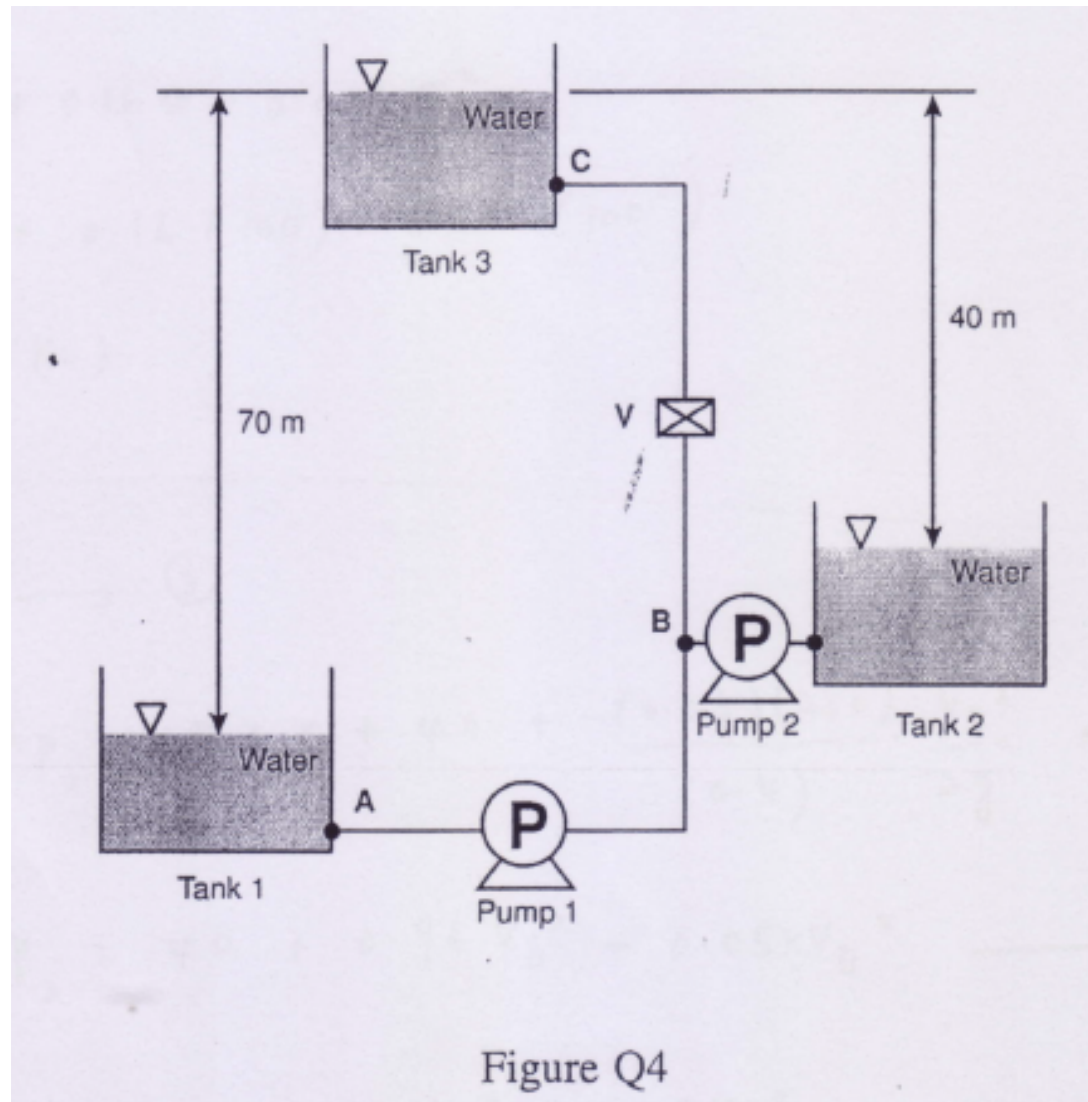 Water
C
Tank 3
40 m
70 m
V
Water
B
P
Pump 2
Tank 2
Water
A
P
Tank 1
Pump 1
Figure Q4